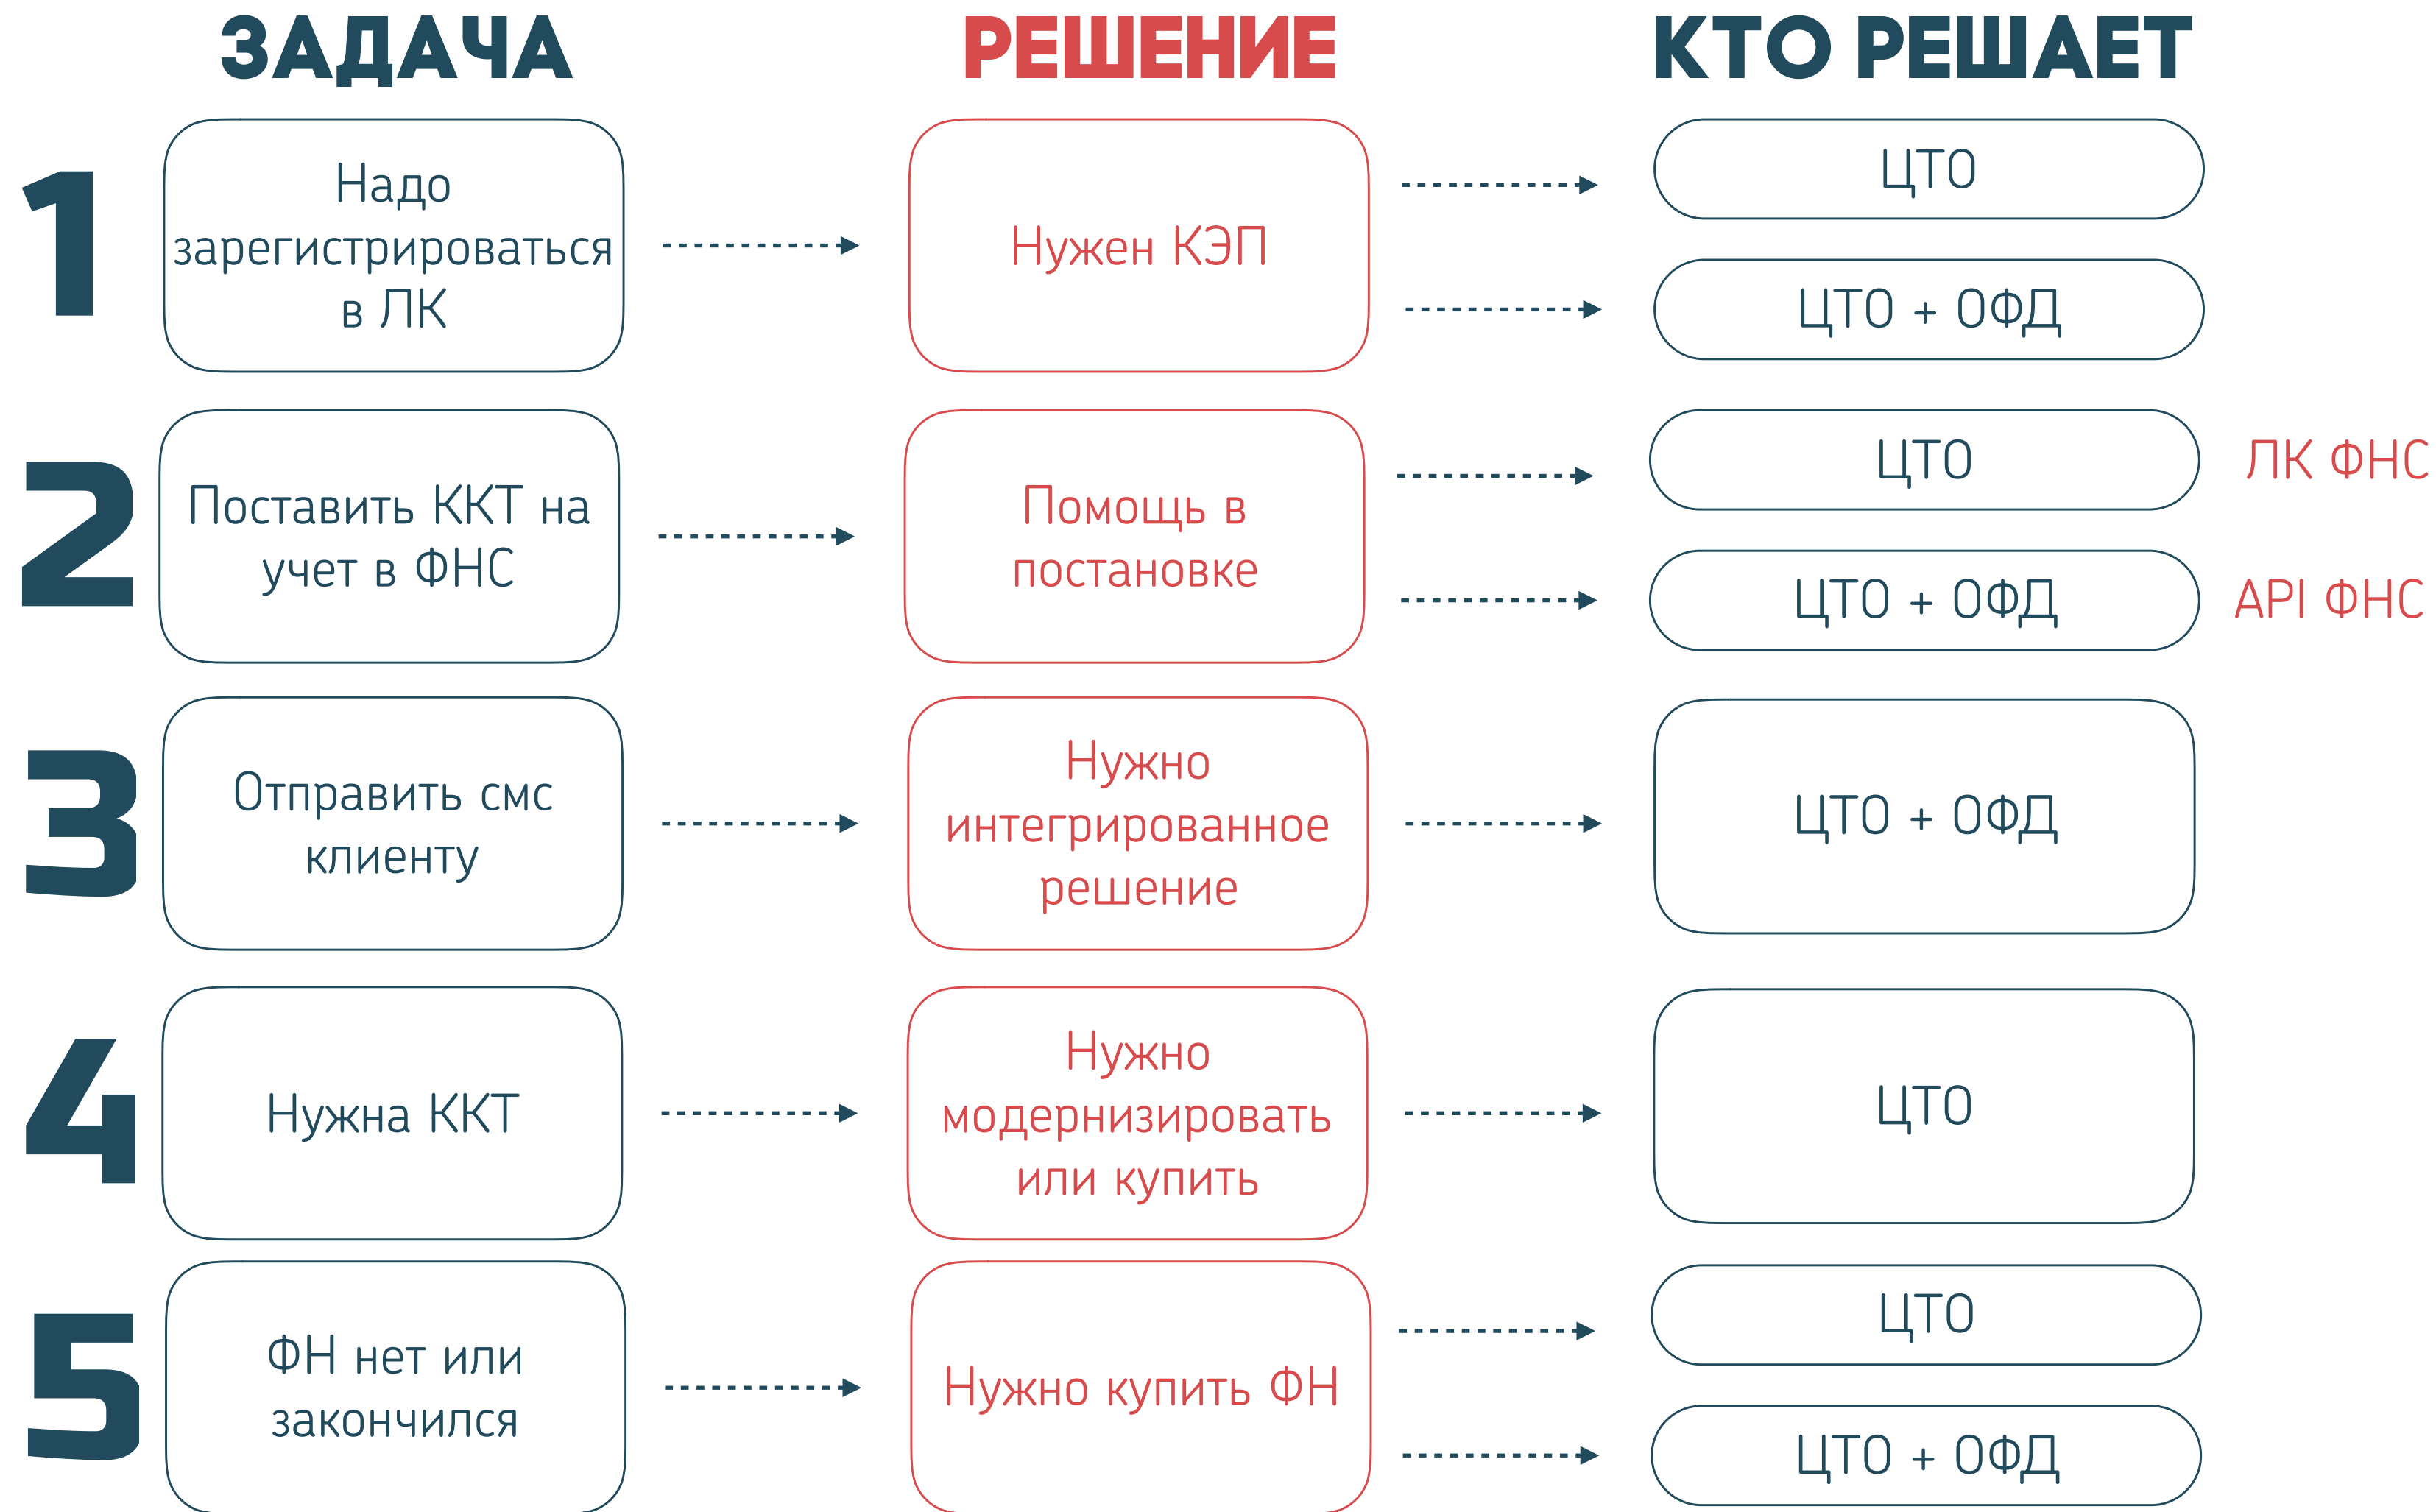 ЗАДАЧА
РЕШЕНИЕ
КТО РЕШАЕТ
1
Надо
зарегистрироваться
в ЛК
Нужен КЭП
ЦТО
ЦТО + ОФД
2
Поставить ККТ на
учет в ФНС
Помощь в
постановке
ЦТО
ЛК ФНС
ЦТО + ОФД
API ФНС
3
Отправить смс
клиенту
Нужно
интегрированное
решение
ЦТО + ОФД
4
Нужна ККТ
Нужно
модернизировать
или купить
ЦТО
5
ФН нет или
закончился
Нужно купить ФН
ЦТО
ЦТО + ОФД